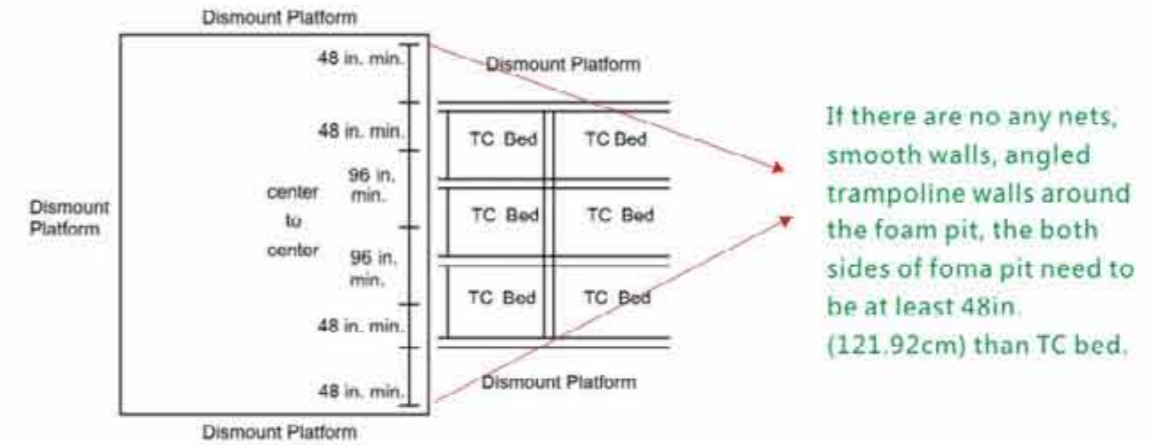 Dismount Platform
48 in. min.
Dismount Platform
48 in. min.
TC Bed
TC Bed
96 in.
min.
center
to
center
Dismount
Platform
TC Bed
TC Bed
96 in.
min.
TC Bed
TC Bed
48 in. min.
48 in. min.
Dismount Platform
Dismount Platform
If there are no any nets,
smooth walls, angled
trampoline walls around
the foam pit, the both
sides of foma pit need to
be at least 48in.
(121.92cm) than TC bed.